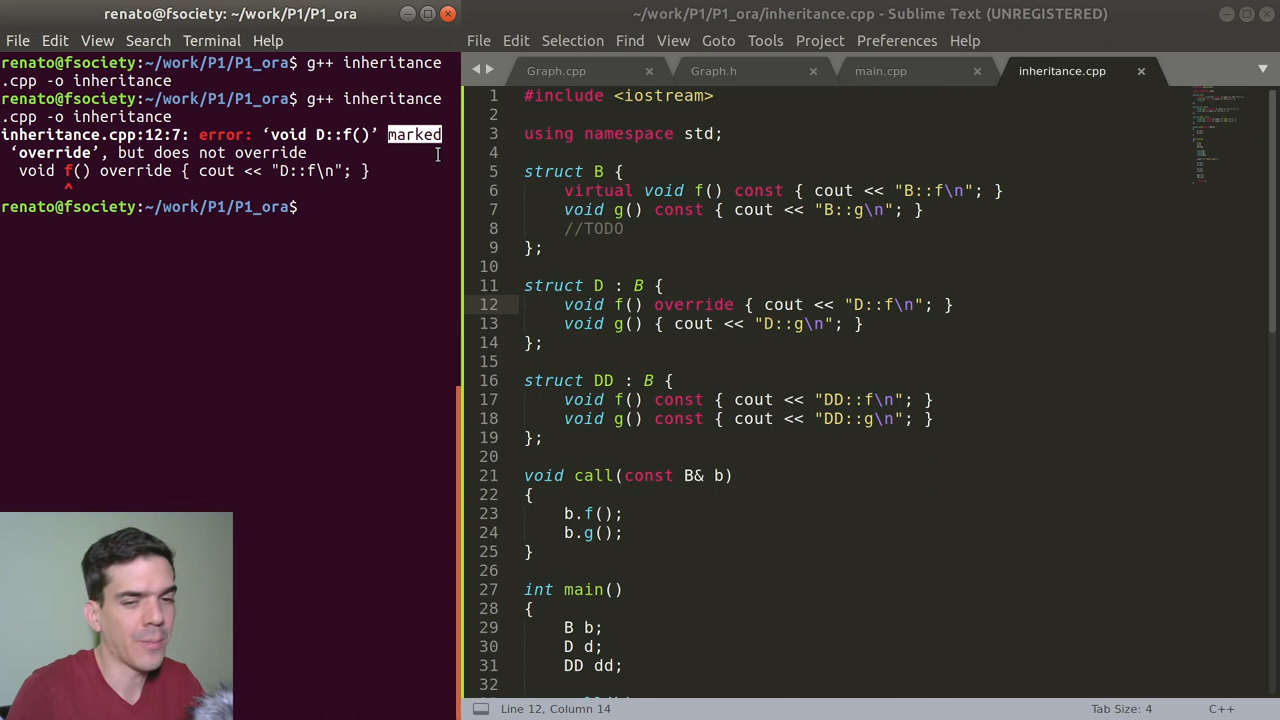 renato@fsociety: ~/work/P1/P1_ora
File Edit View Search Terminal Help
renato@fsociety:~/work/P1/P1_ora$ g++ inheritance
.cpp -o inheritance
renato@fsociety:~/work/P1/P1_ora$ g++ inheritance
.cpp -o inheritance
inheritance.cpp:12:7: error: ‘void D::f()’ marked
‘override’, but does not override
void f() override { cout << "D::f\n"; }
^
renato@fsociety:~/work/P1/P1_ora$
~/work/P1/P1_ora/inheritance.cpp - Sublime Text (UNREGISTERED)
File Edit Selection Find View Goto Tools Project Preferences Help
Graph.cpp Graph.h main.cpp inheritance.cpp
1 #include <iostream>
2
3 using namespace std;
4
5 struct B {
6 virtual void f() const { cout << "B::f\n"; }
7 void g() const { cout << "B::g\n"; }
8 //TODO
9 };
10
11 struct D : B {
12 void f() override { cout << "D::f\n"; }
13 void g() { cout << "D::g\n"; }
14 };
15
16 struct DD : B {
17 void f() const { cout << "DD::f\n"; }
18 void g() const { cout << "DD::g\n"; }
19 };
20
21 void call(const B& b)
22 {
23 b.f();
24 b.g();
25 }
26
27 int main()
28 {
29 B b;
30 D d;
31 DD dd;
32
Line 12, Column 14
Tab Size: 4
C++